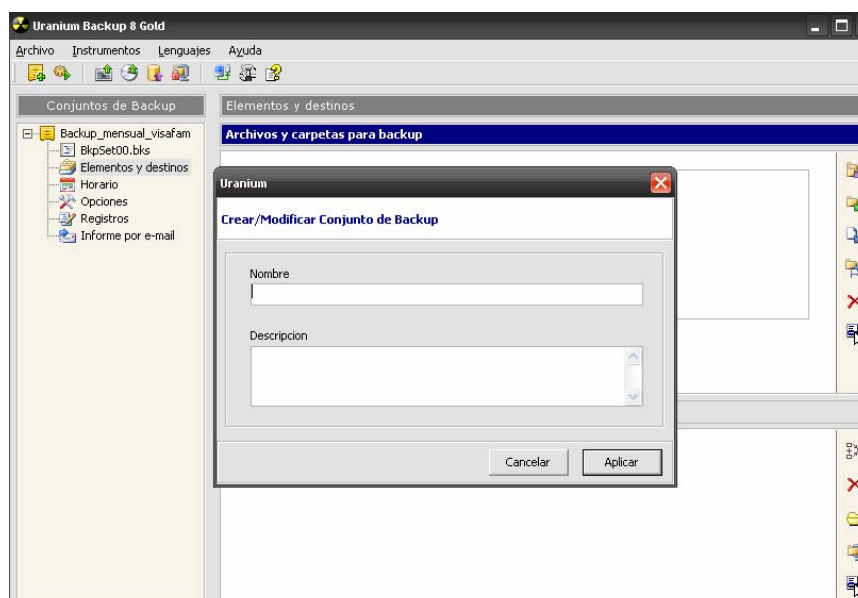 Uranium Backup 8 Gold
Archivo Instrumentos Lenguajes Ayuda
Conjuntos de Backup
Elementos y destinos
Backup_mensual_visafam
BkpSet00.bks
Elementos y destinos
Horario
Opciones
Registros
Informe por e-mail
Archivos y carpetas para backup
Uranium
Crear/Modificar Conjunto de Backup
Nombre
Descripcion
Cancelar Aplicar